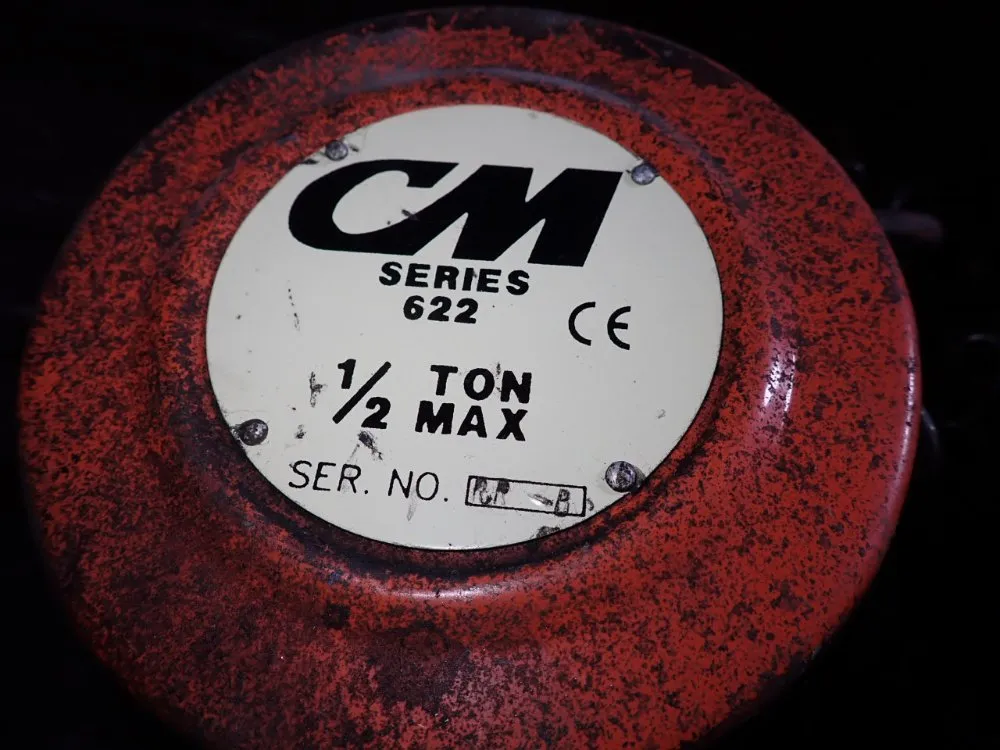 CM
SERIES
622
CE
1/2 TON
MAX
SER. NO.